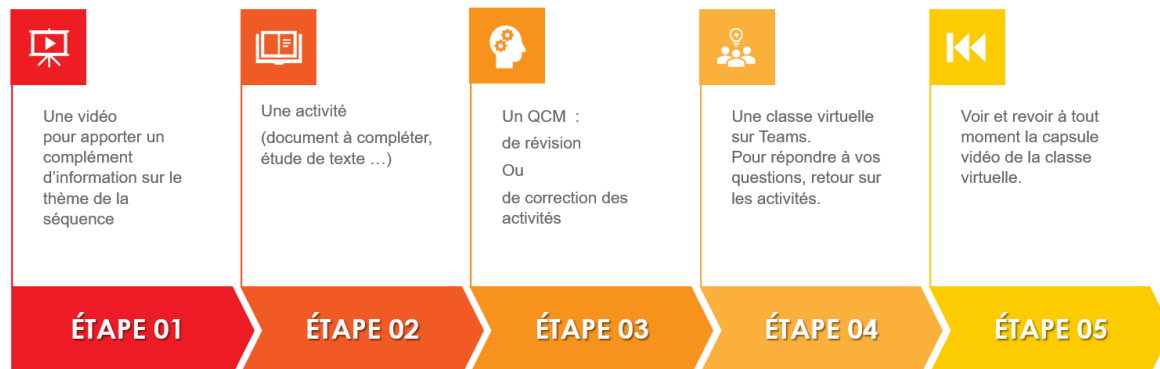 Une vidéo
pour apporter un
complément
d'information sur le
thème de la
séquence
ÉTAPE 01
Une activité
(document à compléter,
étude de texte …)
ÉTAPE 02
Un QCM :
de révision
Ou
de correction des
activités
ÉTAPE 03
Une classe virtuelle
sur Teams.
Pour répondre à vos
questions, retour sur
les activités.
ÉTAPE 04
Voir et revoir à tout
moment la capsule
vidéo de la classe
virtuelle.
ÉTAPE 05